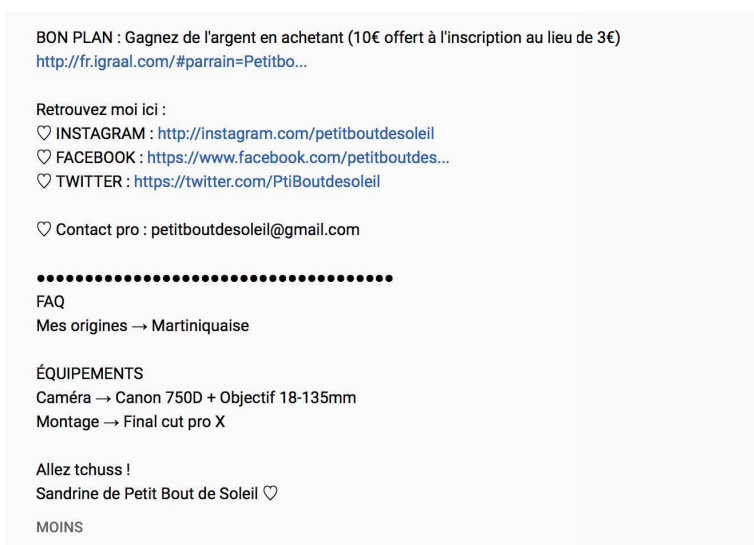 BON PLAN : Gagnez de l'argent en achetant (10€ offert à l'inscription au lieu de 3€)
http://fr.igraal.com/#parrain=Petitbo...
Retrouvez moi ici :
♡ INSTAGRAM : http://instagram.com/petitboutdesoleil
♡ FACEBOOK : https://www.facebook.com/petitboutdes...
♡ TWITTER : https://twitter.com/PtiBoutdesoleil
♡ Contact pro : petitboutdesoleil@gmail.com
●●●●●●●●●●●●●●●●●●●●●●●●●●●●●●●●●●●●●
FAQ
Mes origines → Martiniquaise
ÉQUIPEMENTS
Caméra → Canon 750D + Objectif 18-135mm
Montage → Final cut pro X
Allez tchuss !
Sandrine de Petit Bout de Soleil ♡
MOINS